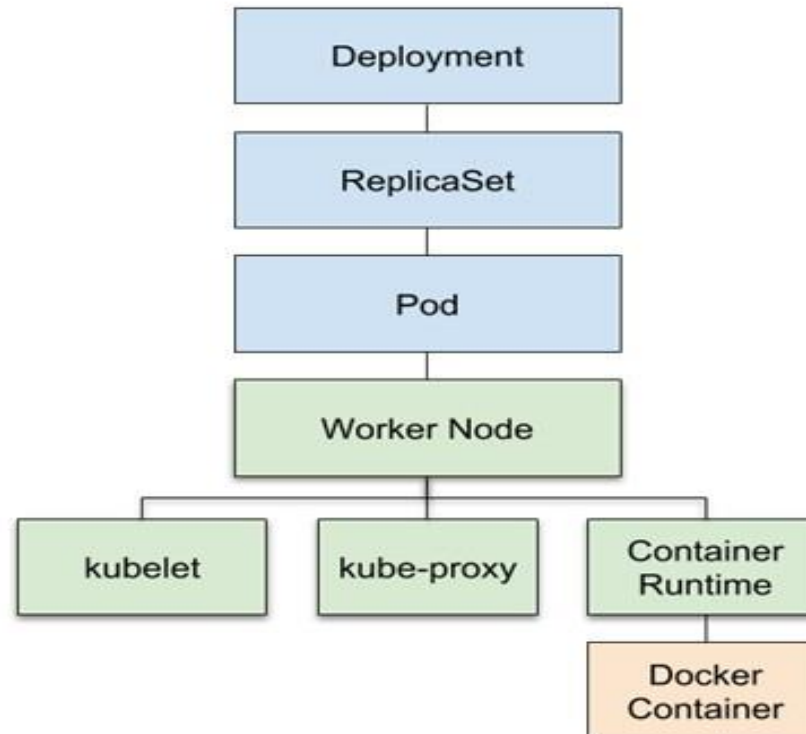 Deployment
ReplicaSet
Pod
Worker Node
kubelet
kube-proxy
Container
Runtime
Docker
Container